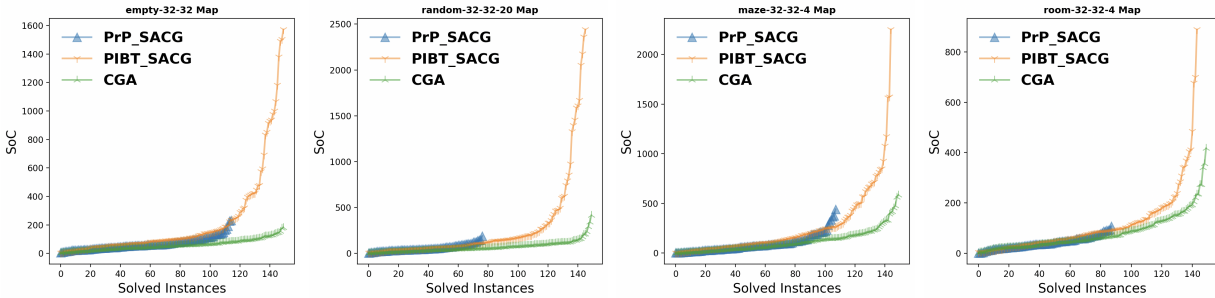 empty-32-32 Map
1600
1400
1200
1000
800
600
400
200
0
SoC
PrP_SACG
PIBT_SACG
CGA
0 20 40 60 80 100 120 140
Solved Instances
random-32-32-20 Map
2500
2000
1500
1000
500
0
SoC
PrP_SACG
PIBT_SACG
CGA
0 20 40 60 80 100 120 140
Solved Instances
maze-32-32-4 Map
2000
1500
1000
500
0
SoC
PrP_SACG
PIBT_SACG
CGA
0 20 40 60 80 100 120 140
Solved Instances
room-32-32-4 Map
800
600
400
200
0
SoC
PrP_SACG
PIBT_SACG
CGA
0 20 40 60 80 100 120 140
Solved Instances